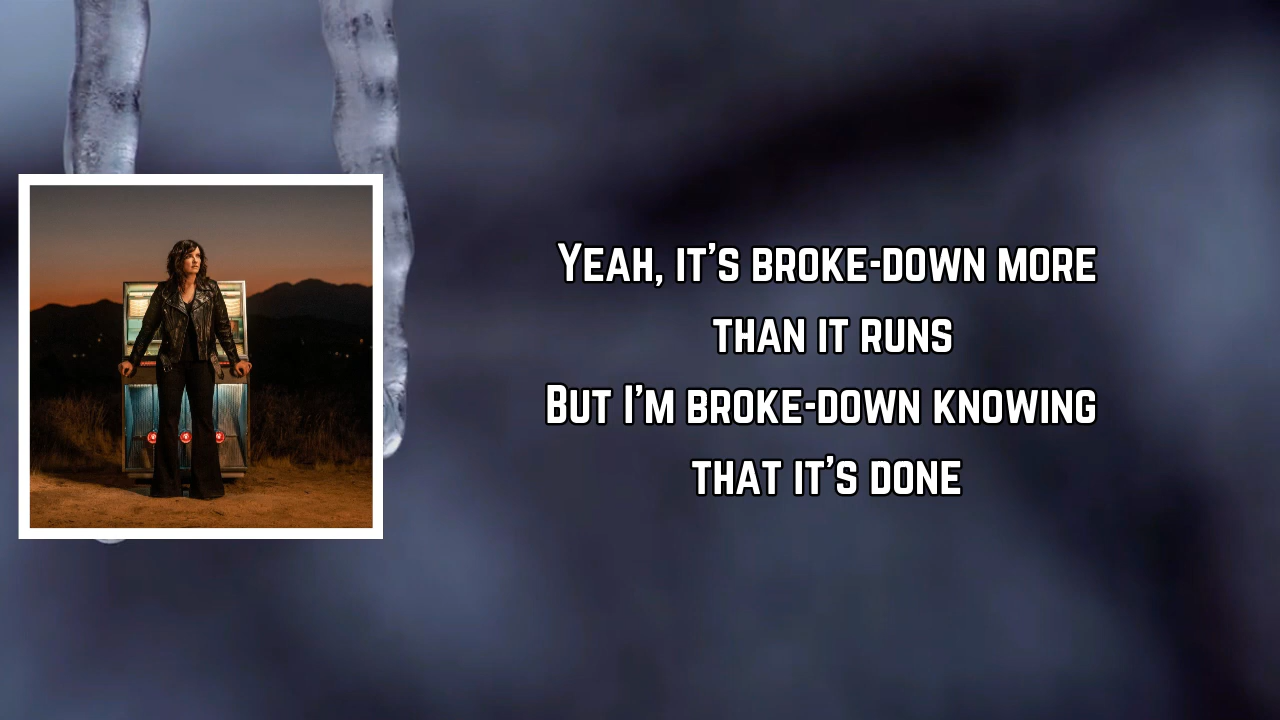 Yeah, it’s broke-down more
than it runs
But I’m broke-down knowing
that it’s done